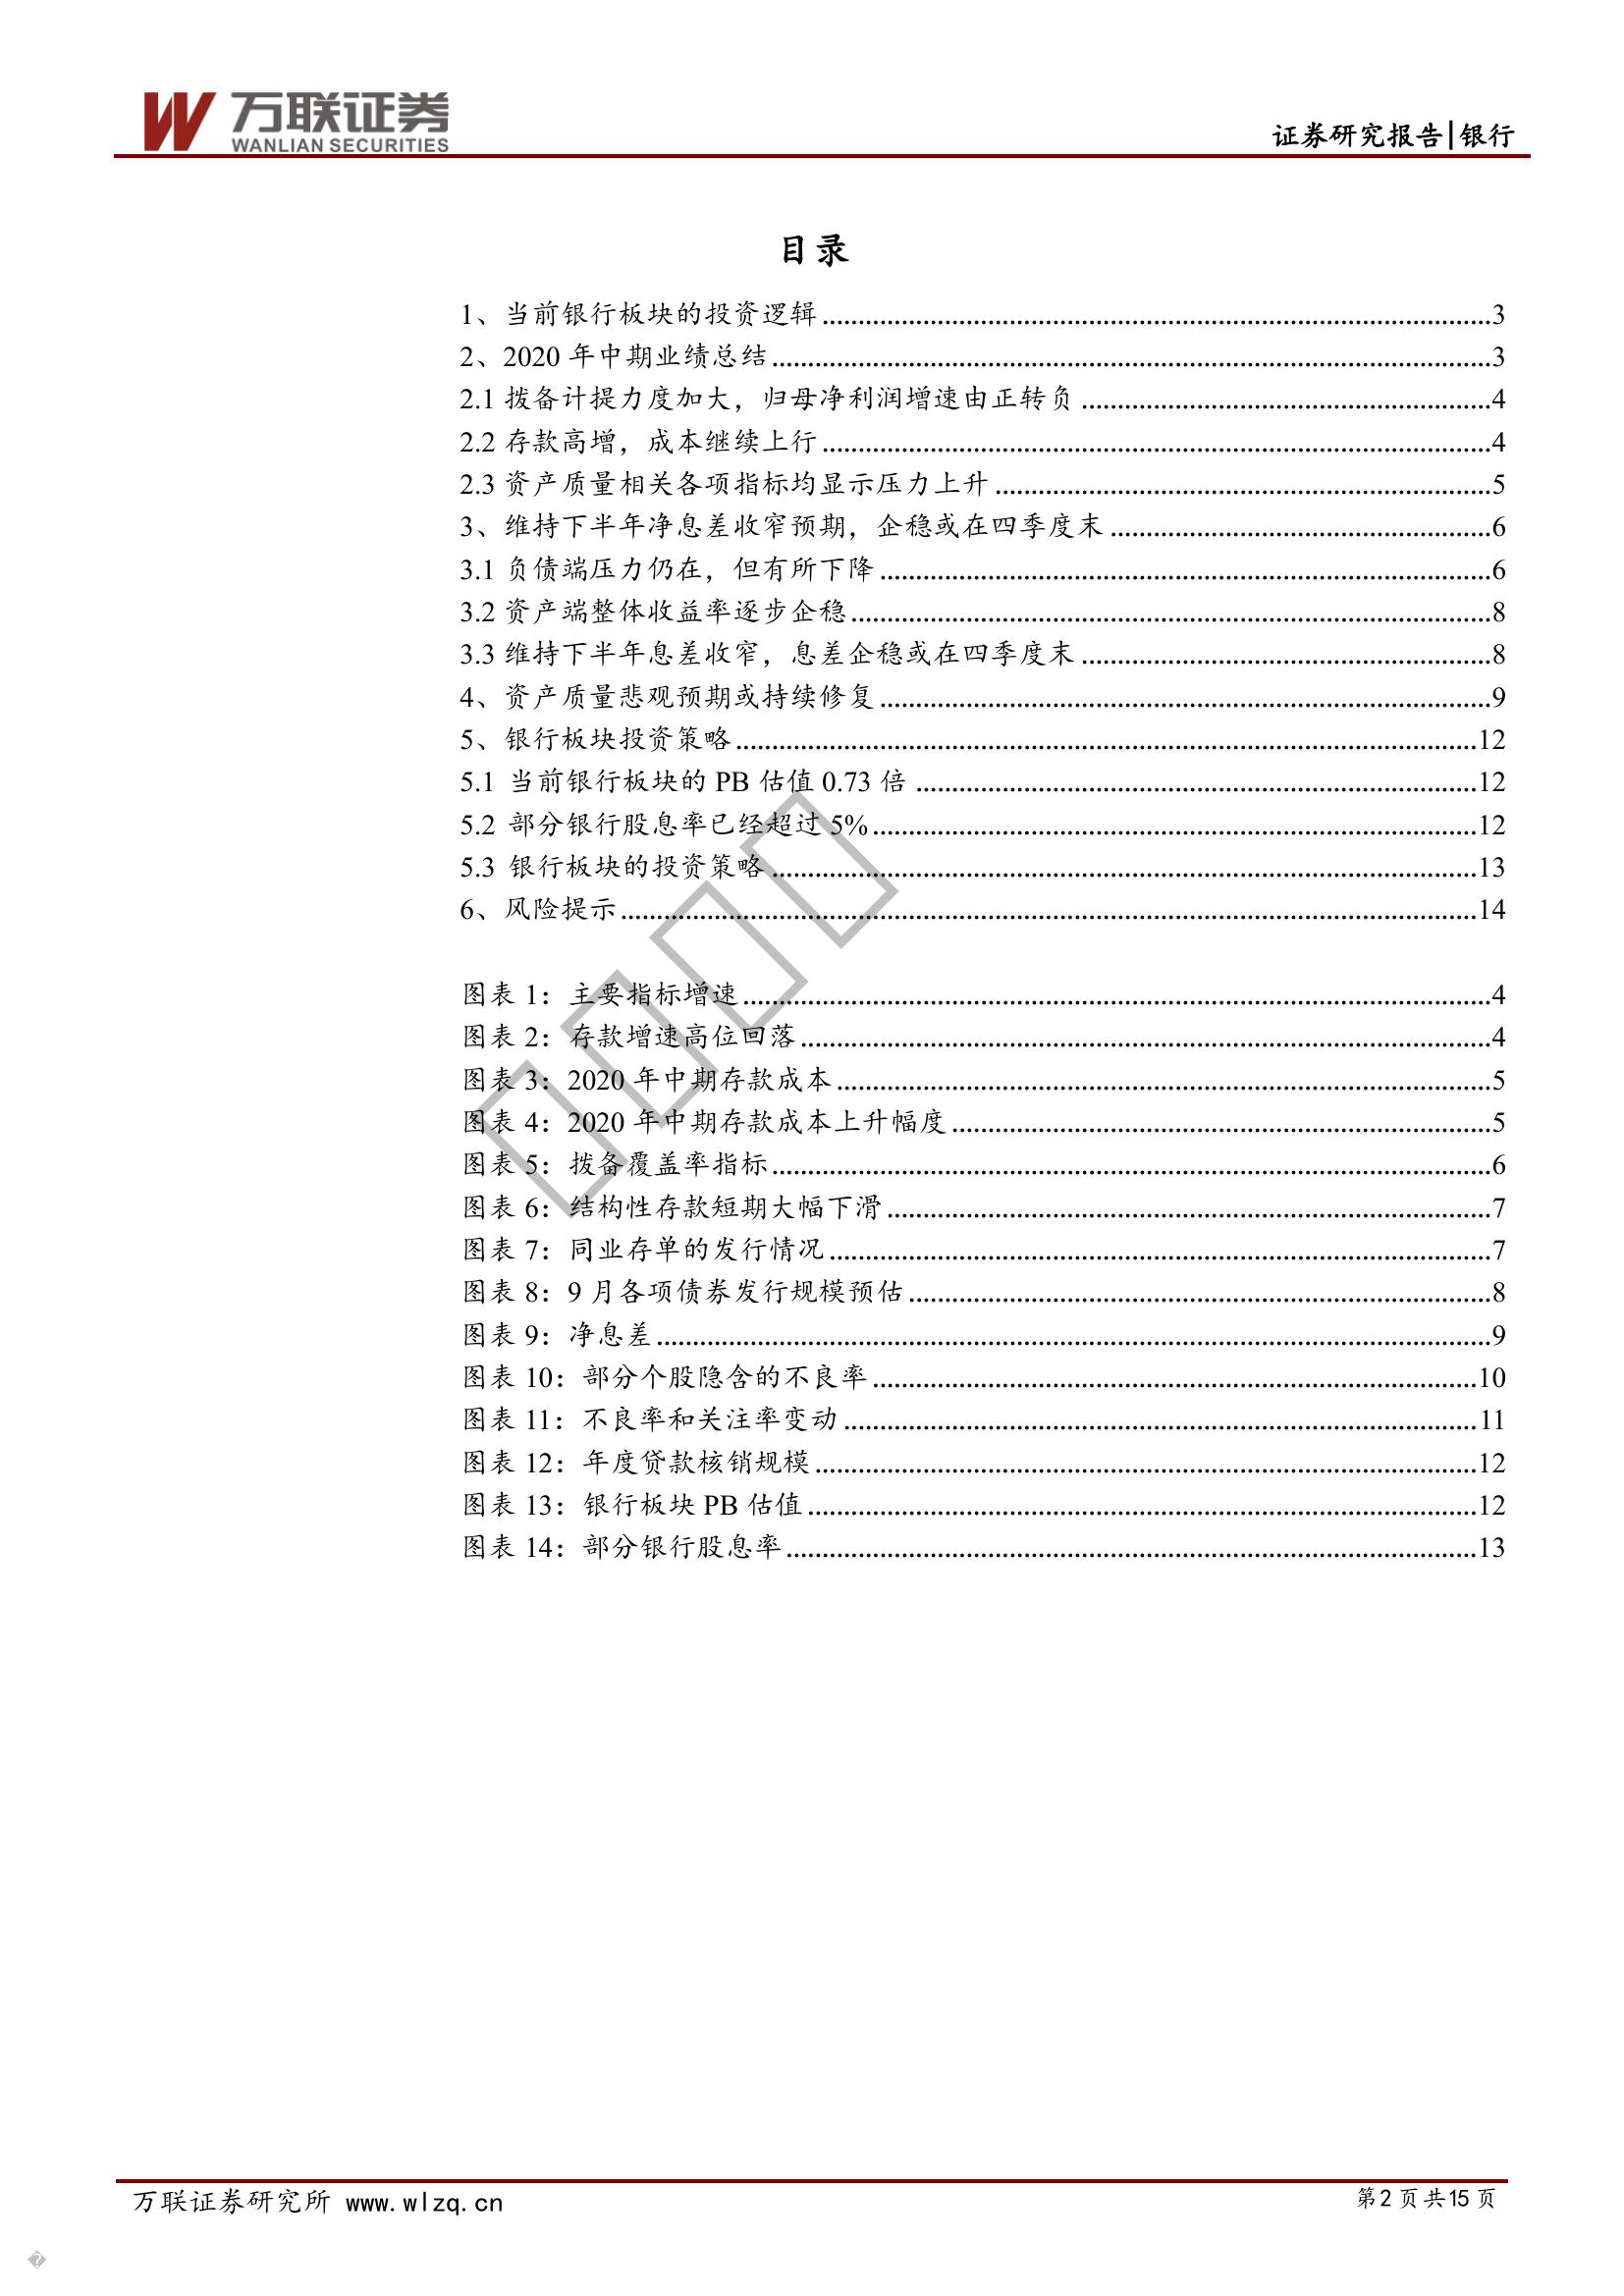 万联证券
WANLIAN SECURITIES
证券研究报告|银行
目录
1、当前银行板块的投资逻辑........................3
2、2020 年中期业绩总结........................3
2.1 拨备计提力度加大，归母净利润增速由正转负........................4
2.2 存款高增，成本继续上行........................4
2.3 资产质量相关各项指标均显示压力上升........................5
3、维持下半年净息差收窄预期，企稳或在四季度末........................6
3.1 负债端压力仍在，但有所下降........................6
3.2 资产端整体收益率逐步企稳........................8
3.3 维持下半年息差收窄，息差企稳或在四季度末........................8
4、资产质量悲观预期或持续修复........................9
5、银行板块投资策略........................12
5.1 当前银行板块的 PB 估值 0.73 倍........................12
5.2 部分银行股息率已经超过 5%........................12
5.3 银行板块的投资策略........................13
6、风险提示........................14
图表 1：主要指标增速........................4
图表 2：存款增速高位回落........................4
图表 3：2020 年中期存款成本........................5
图表 4：2020 年中期存款成本上升幅度........................5
图表 5：拨备覆盖率指标........................6
图表 6：结构性存款短期大幅下滑........................7
图表 7：同业存单的发行情况........................7
图表 8：9 月各项债券发行规模预估........................8
图表 9：净息差........................9
图表 10：部分个股隐含的不良率........................10
图表 11：不良率和关注率变动........................11
图表 12：年度贷款核销规模........................12
图表 13：银行板块 PB 估值........................12
图表 14：部分银行股息率........................13
万联证券研究所 www.wlzq.cn
第2页共15页